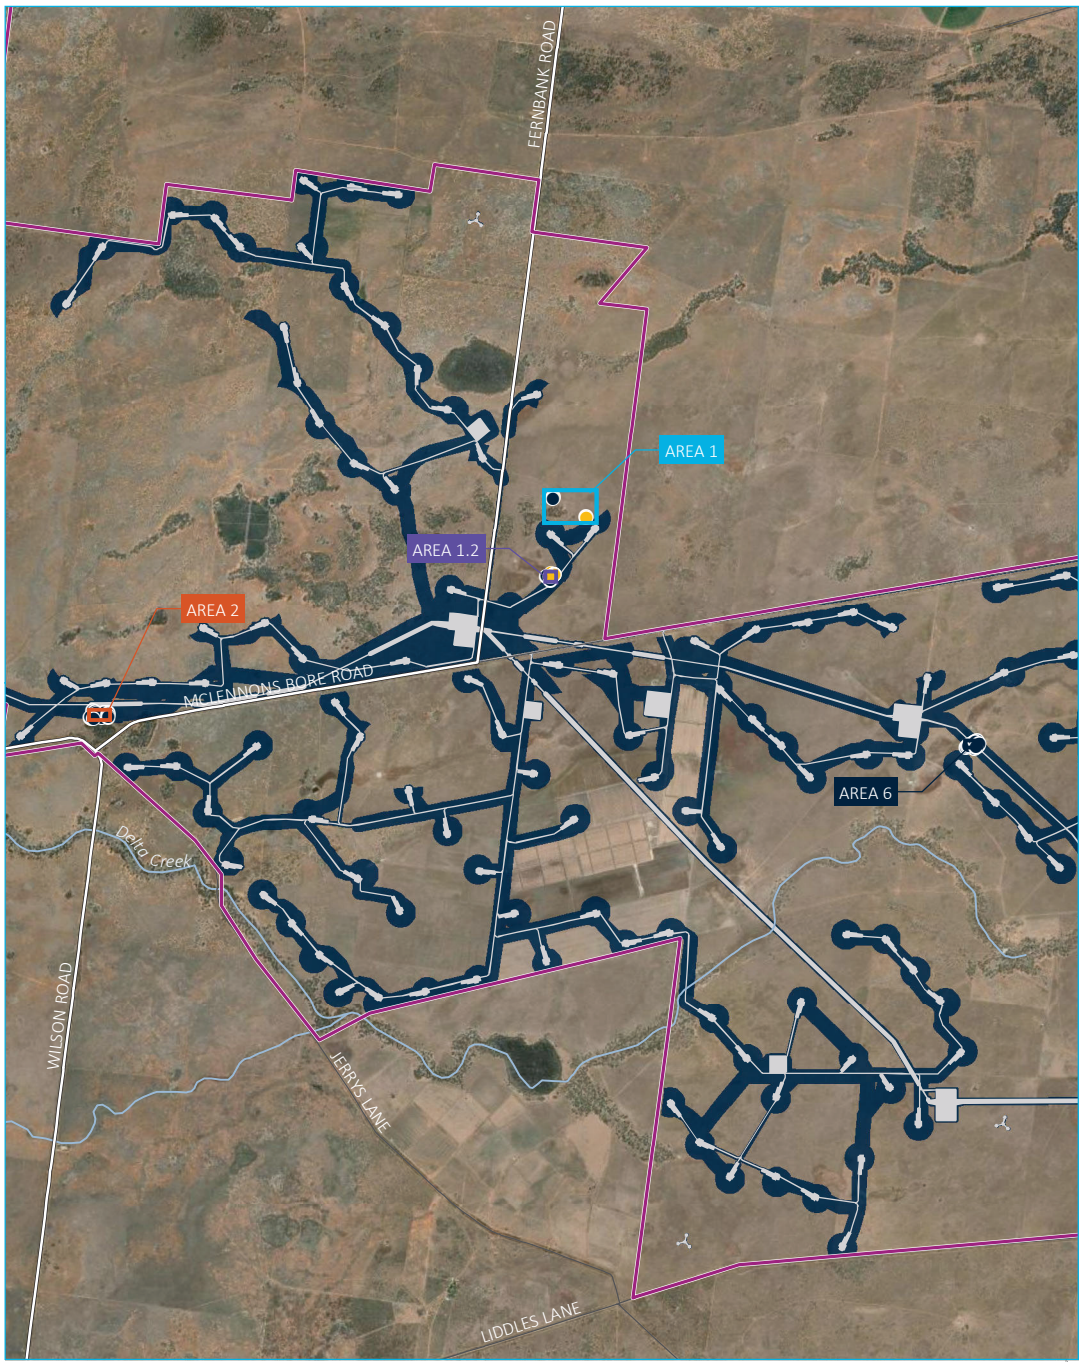 FERNBANK ROAD
AREA 1
AREA 1.2
AREA 2
MCLENNONS BORE ROAD
AREA 6
Delta Creek
WILSON ROAD
JERRYS LANE
LIDDLES LANE